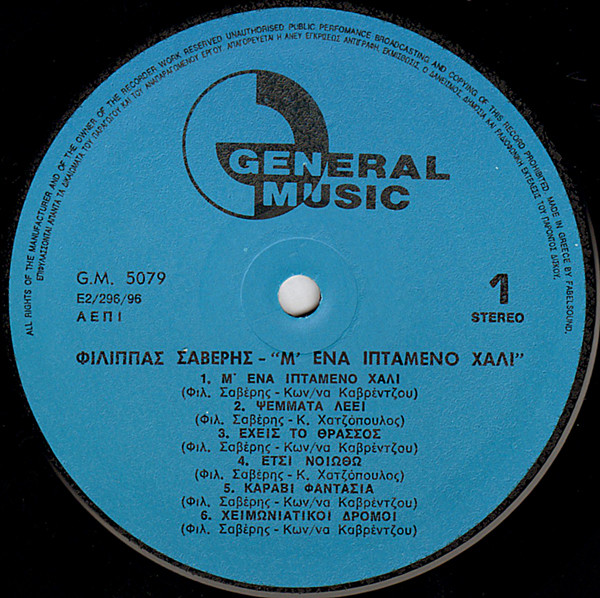 ALL RIGHTS OF THE MANUFACTURER AND OF THE OWNER OF THE RECORDER WORK RESERVED UNAUTHORISED PUBLIC PERFOMANCE BROADCASTING AND COPYING OF THIS RECORD PROHIBITED. MADE IN GREECE BY FABELSOUND.
GENERAL
MUSIC
G.M. 5079
E2/296/96
ΑΕΠΙ
1
STEREO
ΦΙΛΙΠΠΑΣ ΣΑΒΕΡΗΣ - "Μ' ΕΝΑ ΙΠΤΑΜΕΝΟ ΧΑΛΙ"
1. Μ' ΕΝΑ ΙΠΤΑΜΕΝΟ ΧΑΛΙ
(Φιλ. Σαβέρης - Κων/να Καβρέντζου)
2. ΨΕΜΜΑΤΑ ΛΕΕΙ
(Φιλ. Σαβέρης - Κ. Χατζόπουλος)
3. ΕΧΕΙΣ ΤΟ ΘΡΑΣΣΟΣ
(Φιλ. Σαβέρης - Κων/να Καβρέντζου)
4. ΕΤΣΙ ΝΟΙΩΘΩ
(Φιλ. Σαβέρης - Κ. Χατζόπουλος)
5. ΚΑΡΑΒΙ ΦΑΝΤΑΣΙΑ
(Φιλ. Σαβέρης - Κων/να Καβρέντζου)
6. ΧΕΙΜΩΝΙΑΤΙΚΟΙ ΔΡΟΜΟΙ
(Φιλ. Σαβέρης - Κων/να Καβρέντζου)